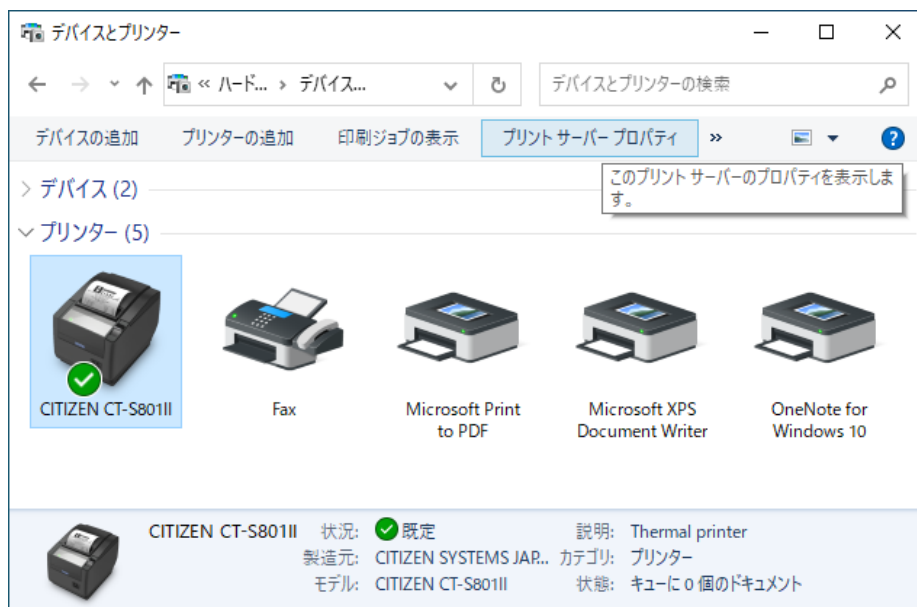 デバイスとプリンター
« ハード... › デバイス...
デバイスとプリンターの検索
デバイスの追加
プリンターの追加
印刷ジョブの表示
プリント サーバー プロパティ
»
?
このプリント サーバーのプロパティを表示しま
す。
デバイス (2)
プリンター (5)
CITIZEN CT-S801II
Fax
Microsoft Print
to PDF
Microsoft XPS
Document Writer
OneNote for
Windows 10
CITIZEN CT-S801II
状況: 既定
説明: Thermal printer
製造元: CITIZEN SYSTEMS JAP...
カテゴリ: プリンター
モデル: CITIZEN CT-S801II
状態: キューに 0 個のドキュメント